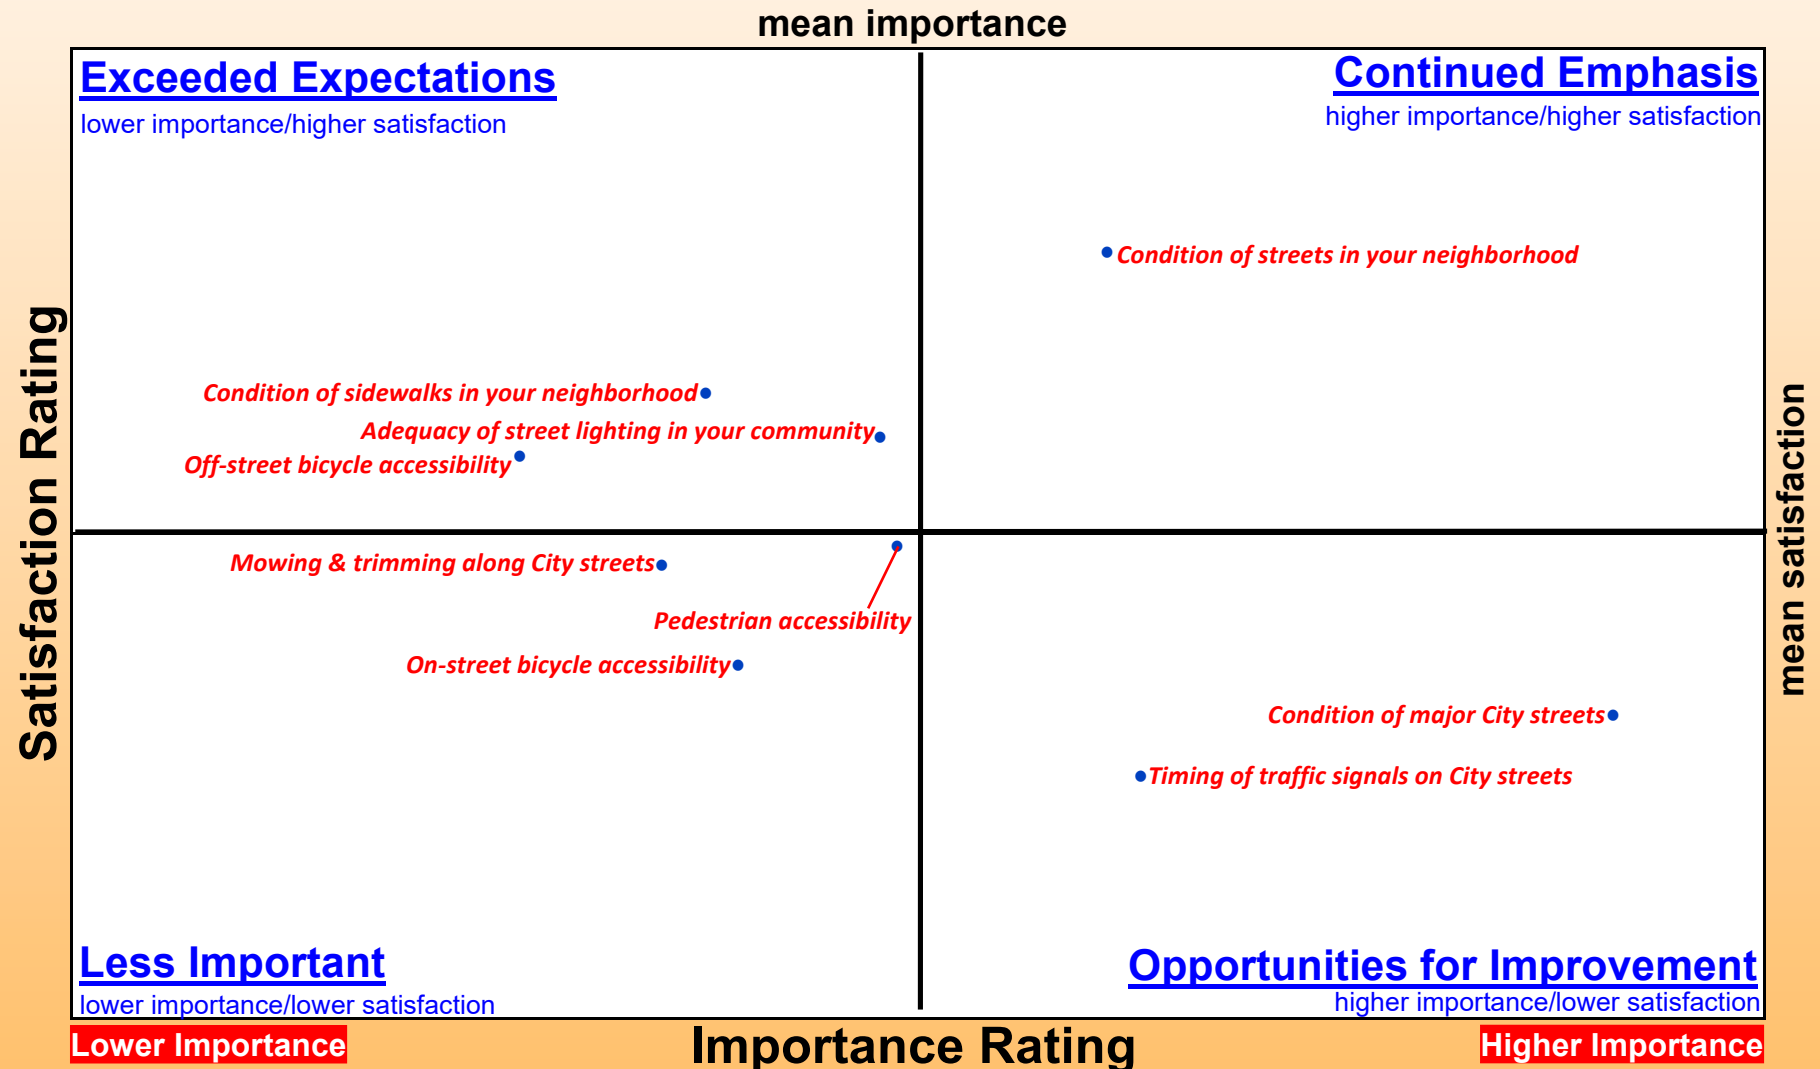 mean importance
Exceeded Expectations
lower importance/higher satisfaction
Continued Emphasis
higher importance/higher satisfaction
Condition of streets in your neighborhood
Condition of sidewalks in your neighborhood
Adequacy of street lighting in your community
Off-street bicycle accessibility
Satisfaction Rating
mean satisfaction
Mowing & trimming along City streets
Pedestrian accessibility
On-street bicycle accessibility
Condition of major City streets
Timing of traffic signals on City streets
Less Important
lower importance/lower satisfaction
Opportunities for Improvement
higher importance/lower satisfaction
Lower Importance
Importance Rating
Higher Importance